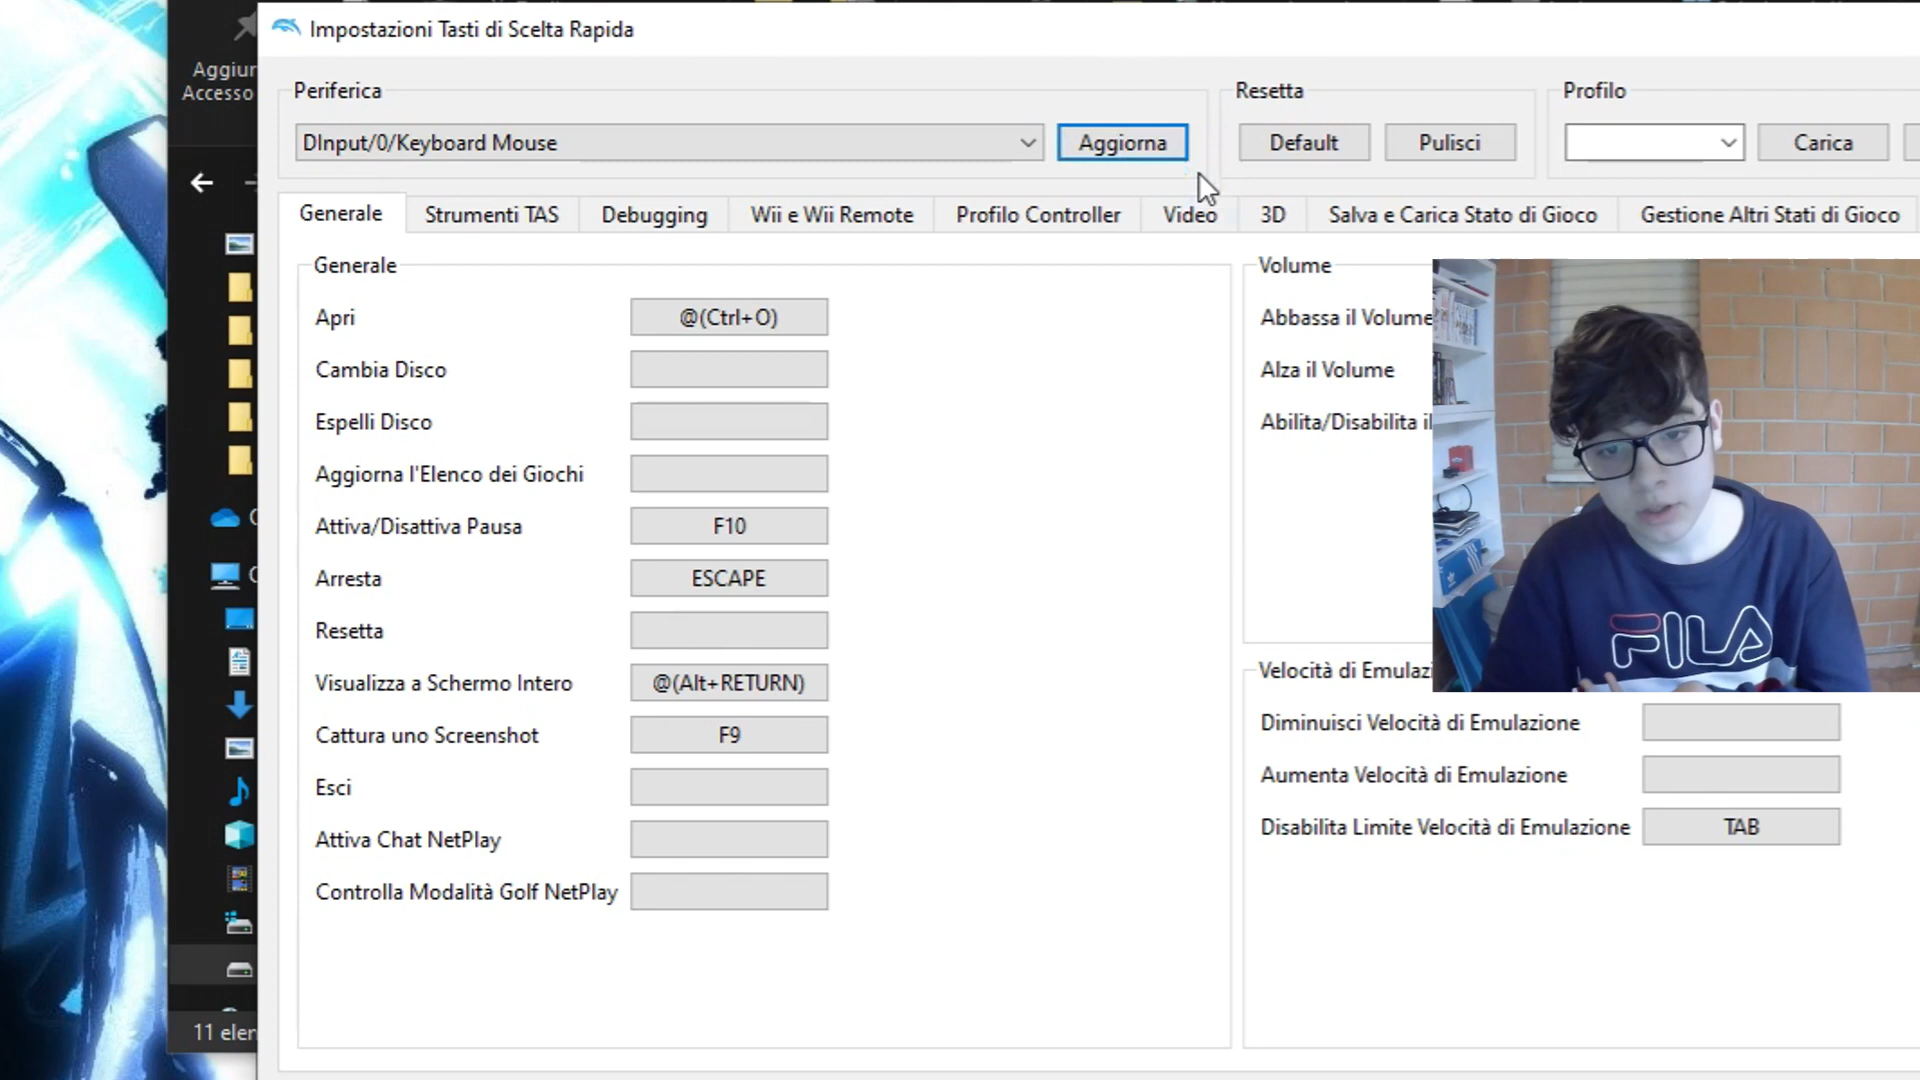 Impostazioni Tasti di Scelta Rapida
Aggiun
Accesso
Periferica
DInput/0/Keyboard Mouse
Aggiorna
Resetta
Default
Pulisci
Profilo
Carica
Generale
Strumenti TAS
Debugging
Wii e Wii Remote
Profilo Controller
Video
3D
Salva e Carica Stato di Gioco
Gestione Altri Stati di Gioco
Generale
Apri @(Ctrl+O)
Cambia Disco
Espelli Disco
Aggiorna l'Elenco dei Giochi
Attiva/Disattiva Pausa F10
Arresta ESCAPE
Resetta
Visualizza a Schermo Intero @(Alt+RETURN)
Cattura uno Screenshot F9
Esci
Attiva Chat NetPlay
Controlla Modalità Golf NetPlay
Volume
Abbassa il Volume
Alza il Volume
Abilita/Disabilita il
FILA
Velocità di Emulazi
Diminuisci Velocità di Emulazione
Aumenta Velocità di Emulazione
Disabilita Limite Velocità di Emulazione TAB
11 elen